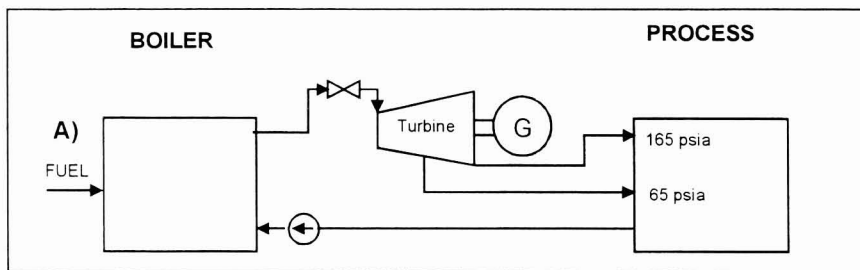 BOILER
PROCESS
A)
FUEL
Turbine
G
165 psia
65 psia